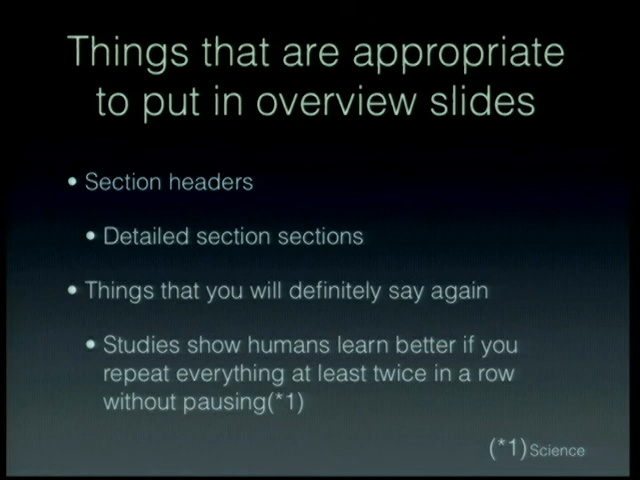 Things that are appropriate
to put in overview slides
• Section headers
• Detailed section sections
• Things that you will definitely say again
• Studies show humans learn better if you
repeat everything at least twice in a row
without pausing(*1)
(*1) Science